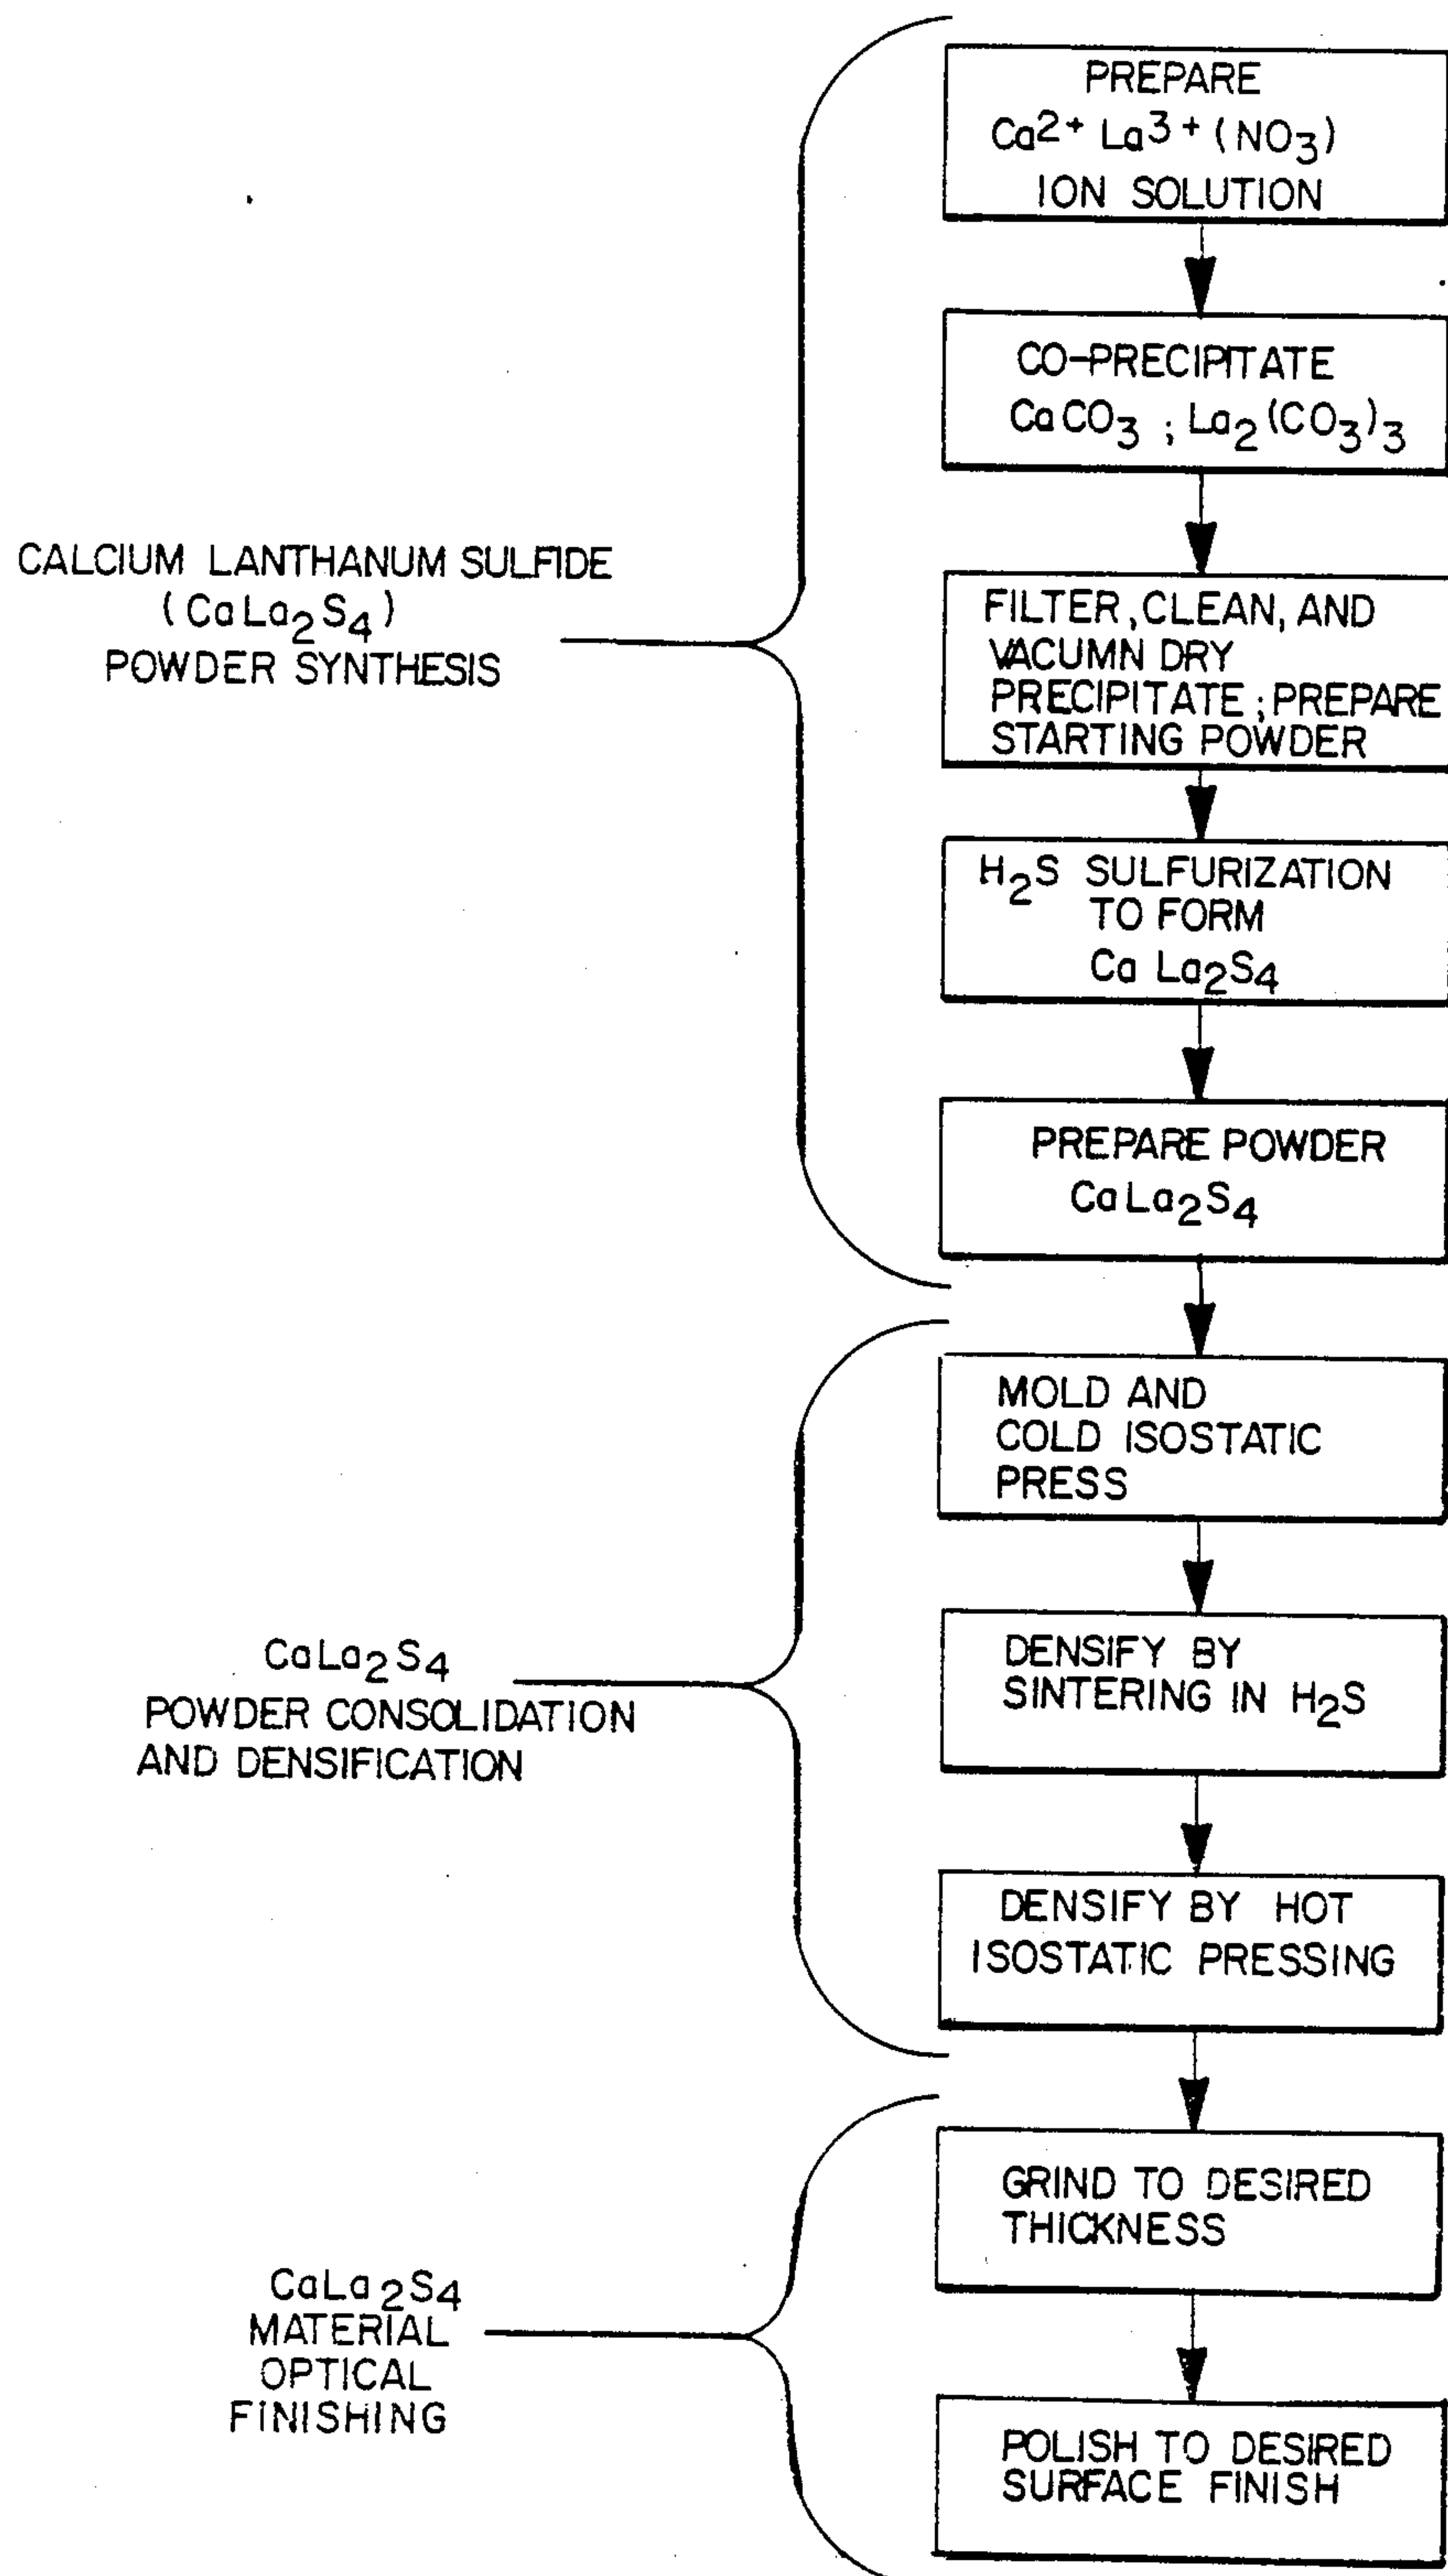 PREPARE
Ca2+ La3+ (NO3)
ION SOLUTION
CO-PRECIPITATE
CaCO3 ; La2(CO3)3
CALCIUM LANTHANUM SULFIDE
(CaLa2S4)
POWDER SYNTHESIS
FILTER, CLEAN, AND
VACUMN DRY
PRECIPITATE; PREPARE
STARTING POWDER
H2S SULFURIZATION
TO FORM
Ca La2S4
PREPARE POWDER
CaLa2S4
MOLD AND
COLD ISOSTATIC
PRESS
CaLa2S4
POWDER CONSOLIDATION
AND DENSIFICATION
DENSIFY BY
SINTERING IN H2S
DENSIFY BY HOT
ISOSTATIC PRESSING
GRIND TO DESIRED
THICKNESS
CaLa2S4
MATERIAL
OPTICAL
FINISHING
POLISH TO DESIRED
SURFACE FINISH